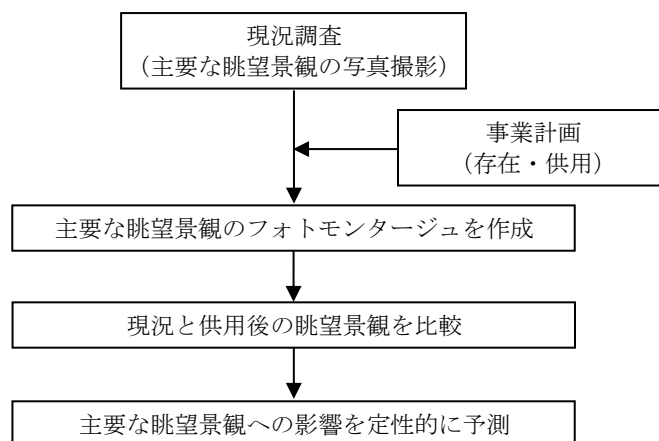 現況調査
（主要な眺望景観の写真撮影）
事業計画
（存在・供用）
主要な眺望景観のフォトモンタージュを作成
現況と供用後の眺望景観を比較
主要な眺望景観への影響を定性的に予測